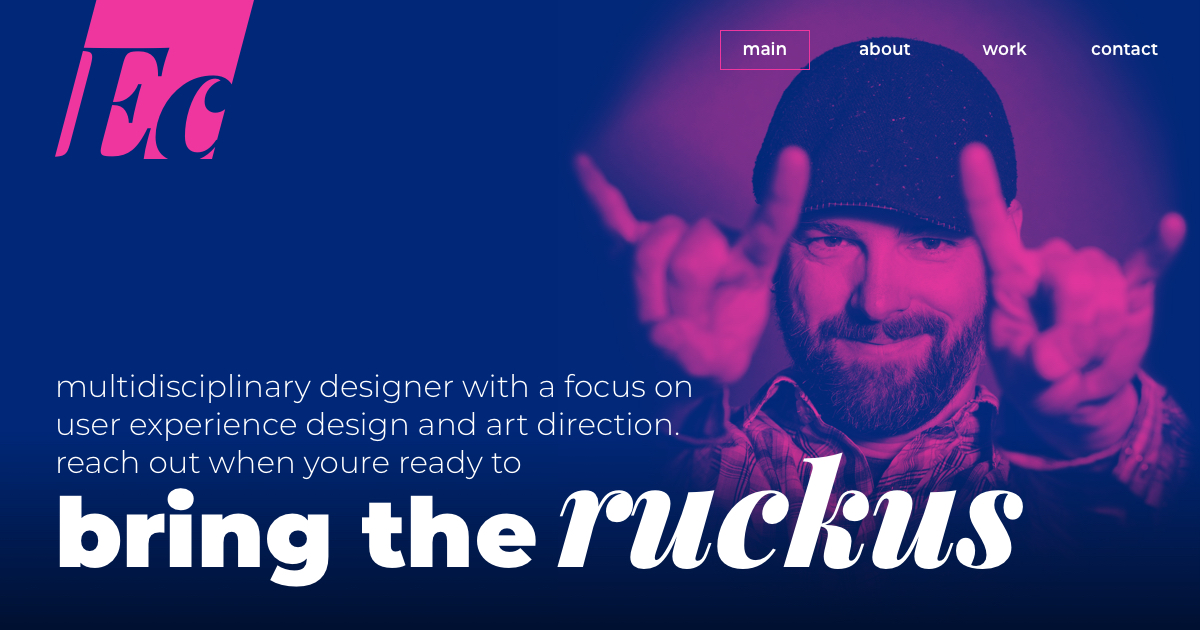 Ec
main about work contact
multidisciplinary designer with a focus on
user experience design and art direction.
reach out when youre ready to
bring the ruckus